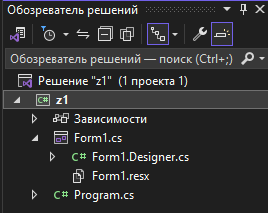 Обозреватель решений
Обозреватель решений — поиск (Ctrl+;)
Решение "z1" (1 проекта 1)
C# z1
Зависимости
Form1.cs
Form1.Designer.cs
Form1.resx
C# Program.cs